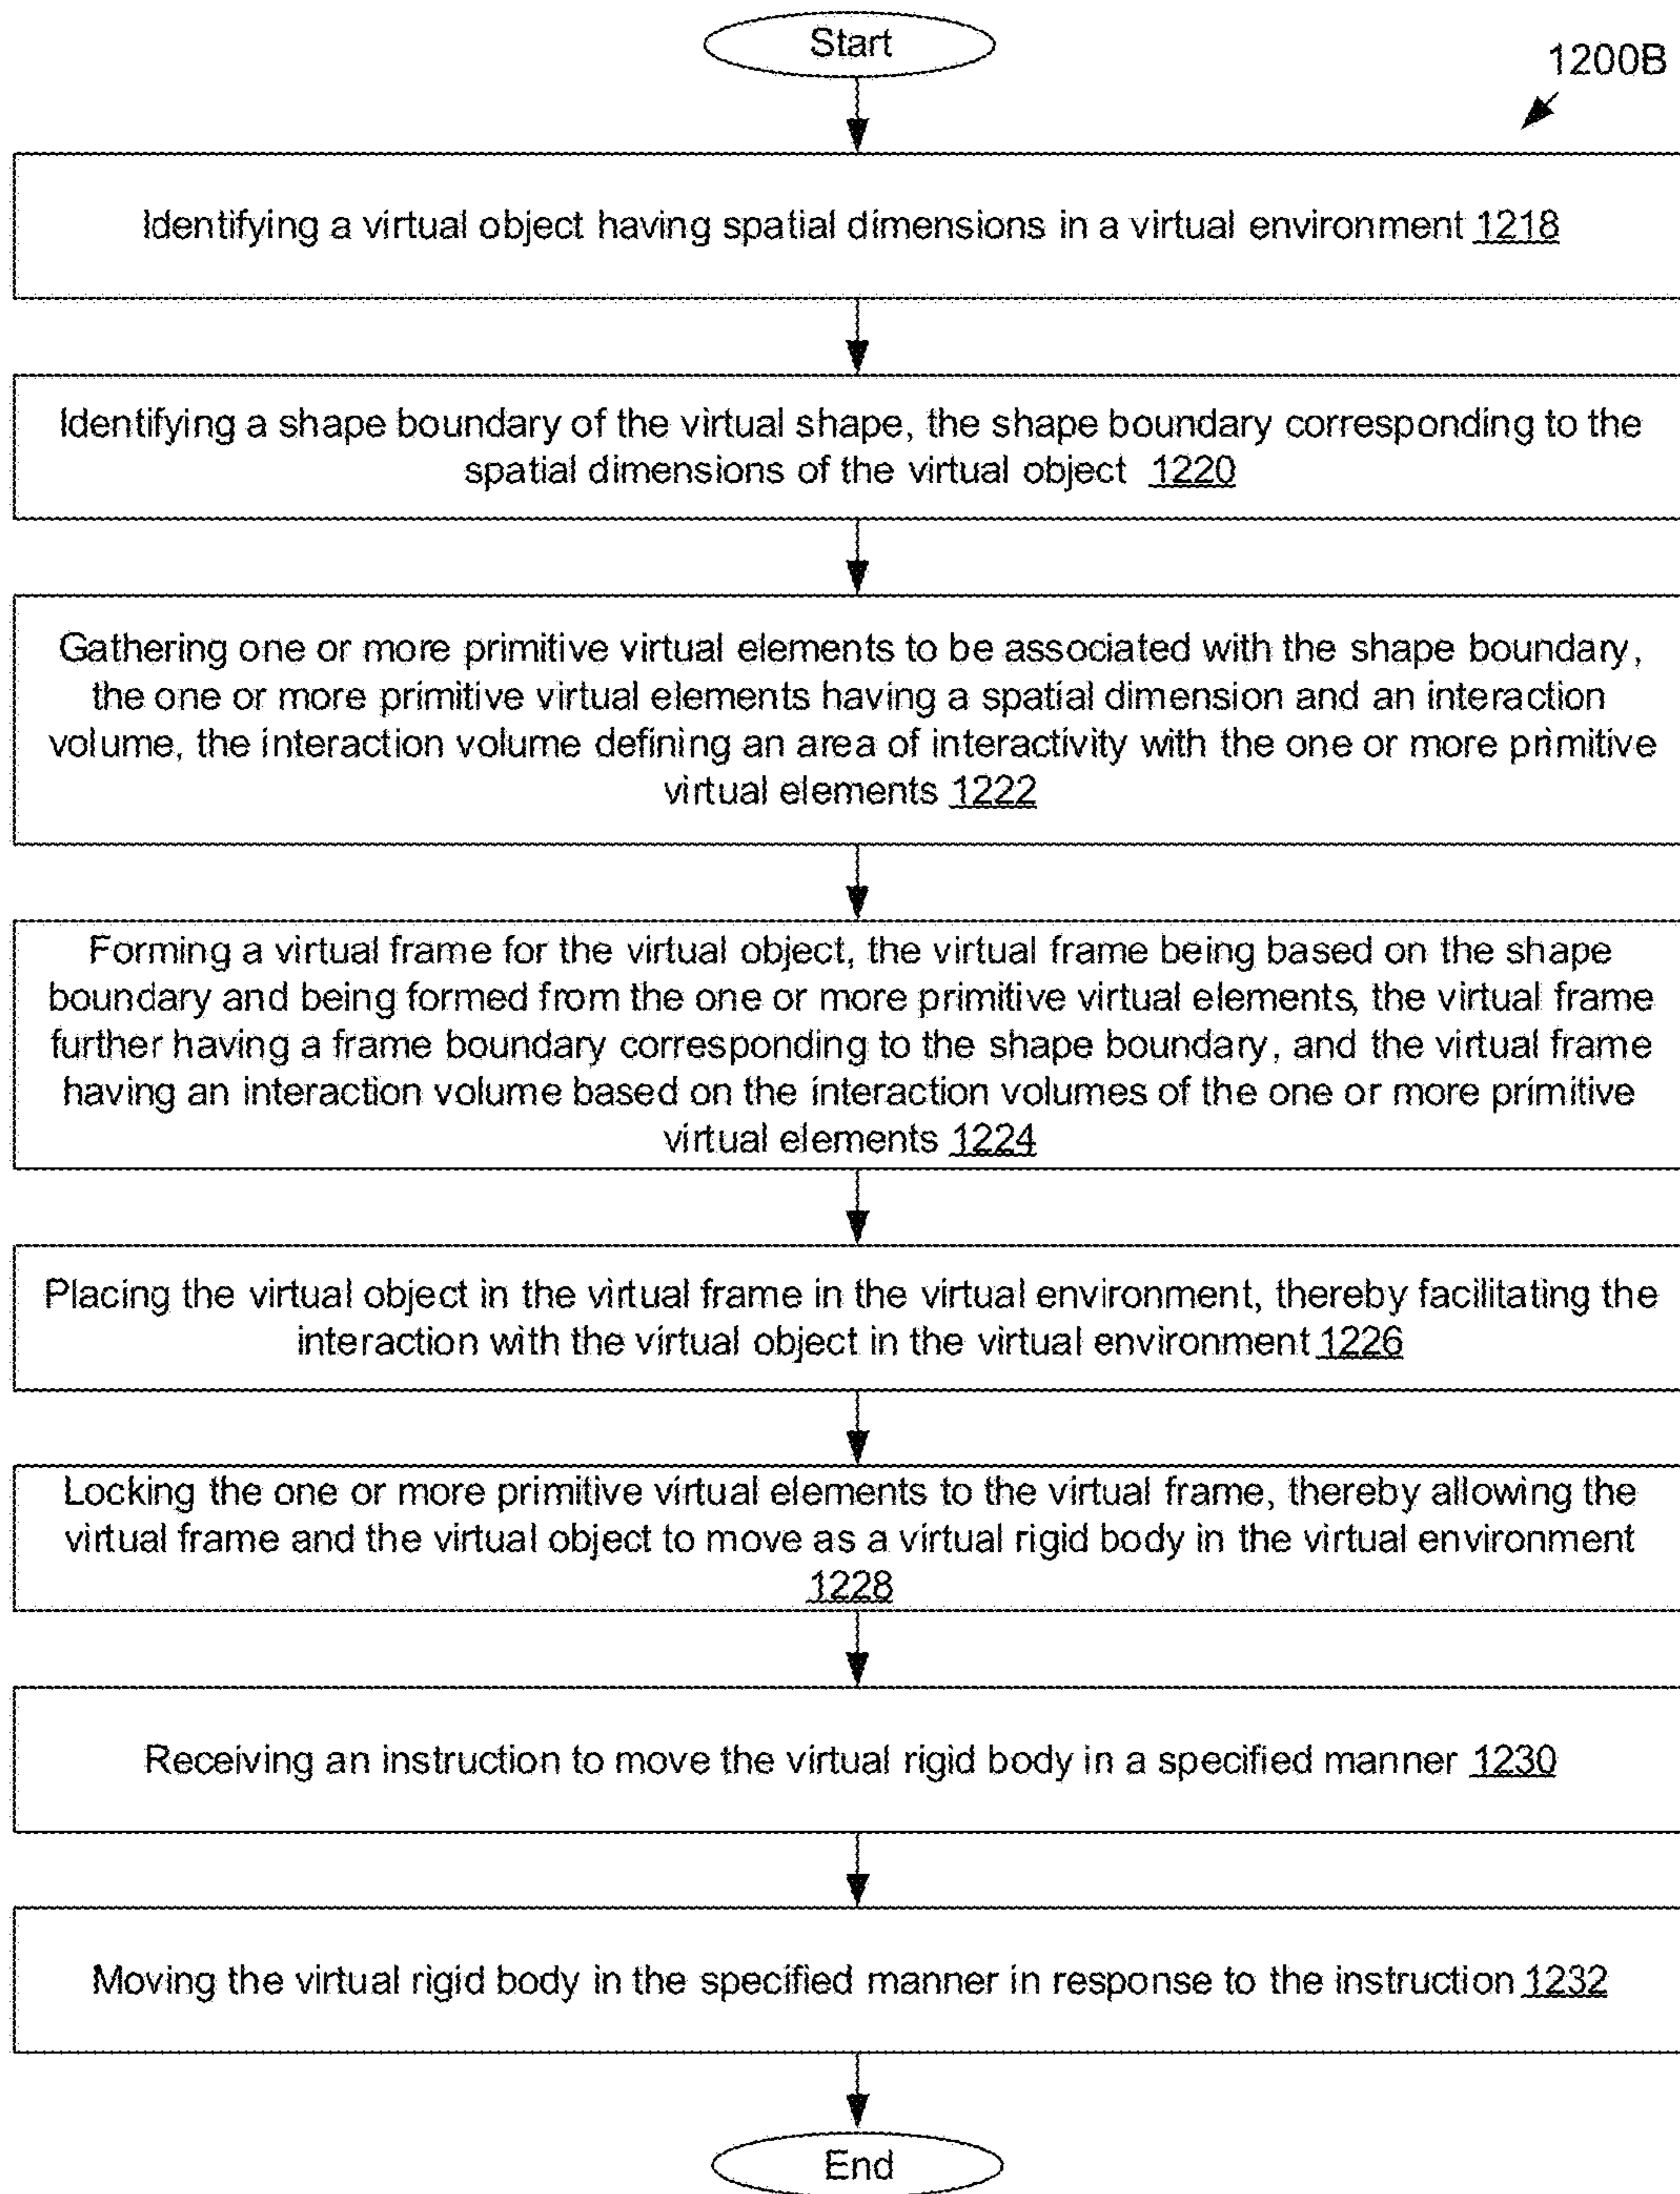 Start
1200B
Identifying a virtual object having spatial dimensions in a virtual environment 1218
Identifying a shape boundary of the virtual shape, the shape boundary corresponding to the
spatial dimensions of the virtual object 1220
Gathering one or more primitive virtual elements to be associated with the shape boundary,
the one or more primitive virtual elements having a spatial dimension and an interaction
volume, the interaction volume defining an area of interactivity with the one or more primitive
virtual elements 1222
Forming a virtual frame for the virtual object, the virtual frame being based on the shape
boundary and being formed from the one or more primitive virtual elements, the virtual frame
further having a frame boundary corresponding to the shape boundary, and the virtual frame
having an interaction volume based on the interaction volumes of the one or more primitive
virtual elements 1224
Placing the virtual object in the virtual frame in the virtual environment, thereby facilitating the
interaction with the virtual object in the virtual environment 1226
Locking the one or more primitive virtual elements to the virtual frame, thereby allowing the
virtual frame and the virtual object to move as a virtual rigid body in the virtual environment
1228
Receiving an instruction to move the virtual rigid body in a specified manner 1230
Moving the virtual rigid body in the specified manner in response to the instruction 1232
End